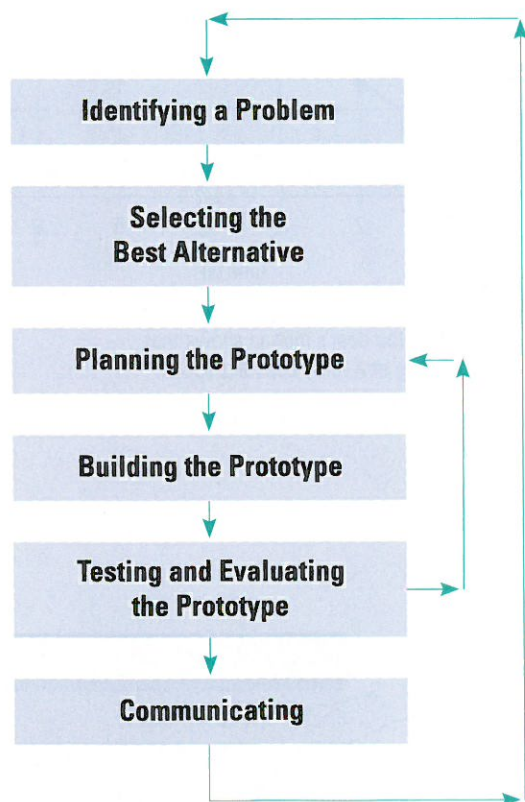 Identifying a Problem
Selecting the
Best Alternative
Planning the Prototype
Building the Prototype
Testing and Evaluating
the Prototype
Communicating